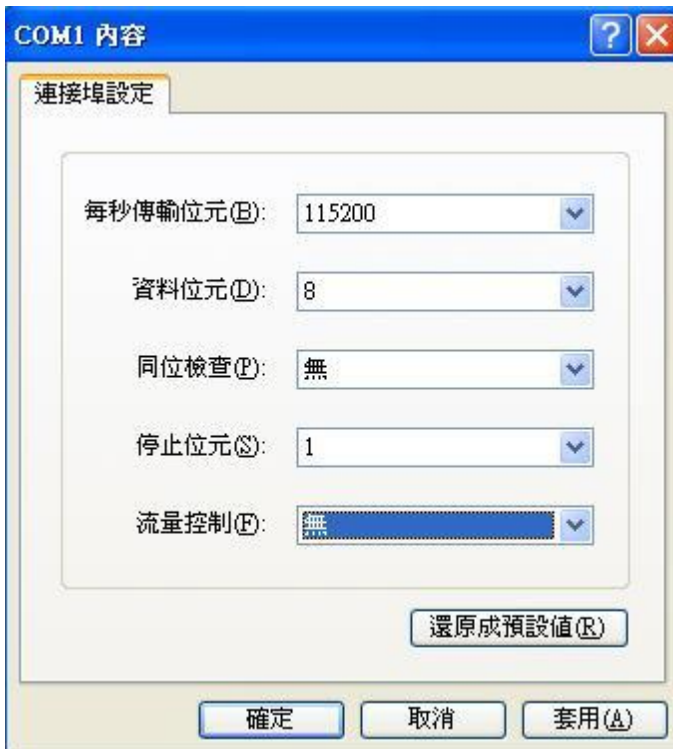 COM1 內容
連接埠設定
每秒傳輸位元(B): 115200
資料位元(D): 8
同位檢查(P): 無
停止位元(S): 1
流量控制(F): 無
還原成預設值(R)
確定 取消 套用(A)